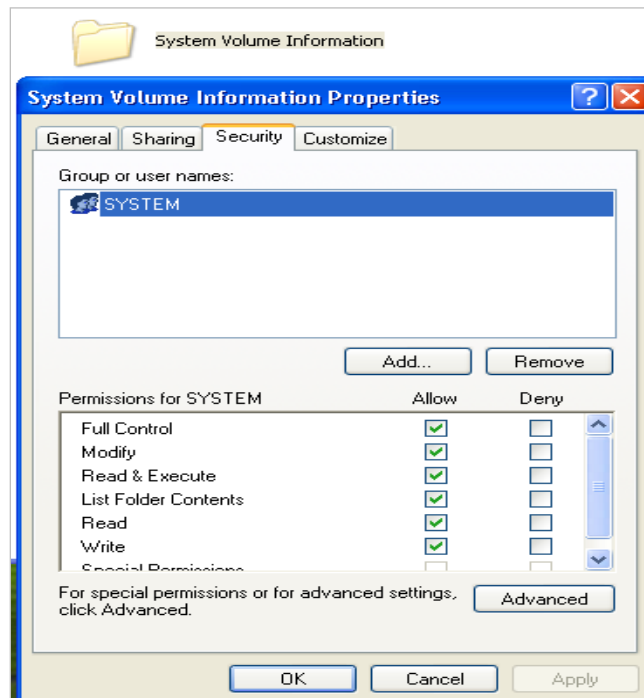 System Volume Information
System Volume Information Properties
General Sharing Security Customize
Group or user names:
SYSTEM
Add... Remove
Permissions for SYSTEM Allow Deny
Full Control
Modify
Read & Execute
List Folder Contents
Read
Write
Special Permissions
For special permissions or for advanced settings,
click Advanced.
Advanced
OK Cancel Apply